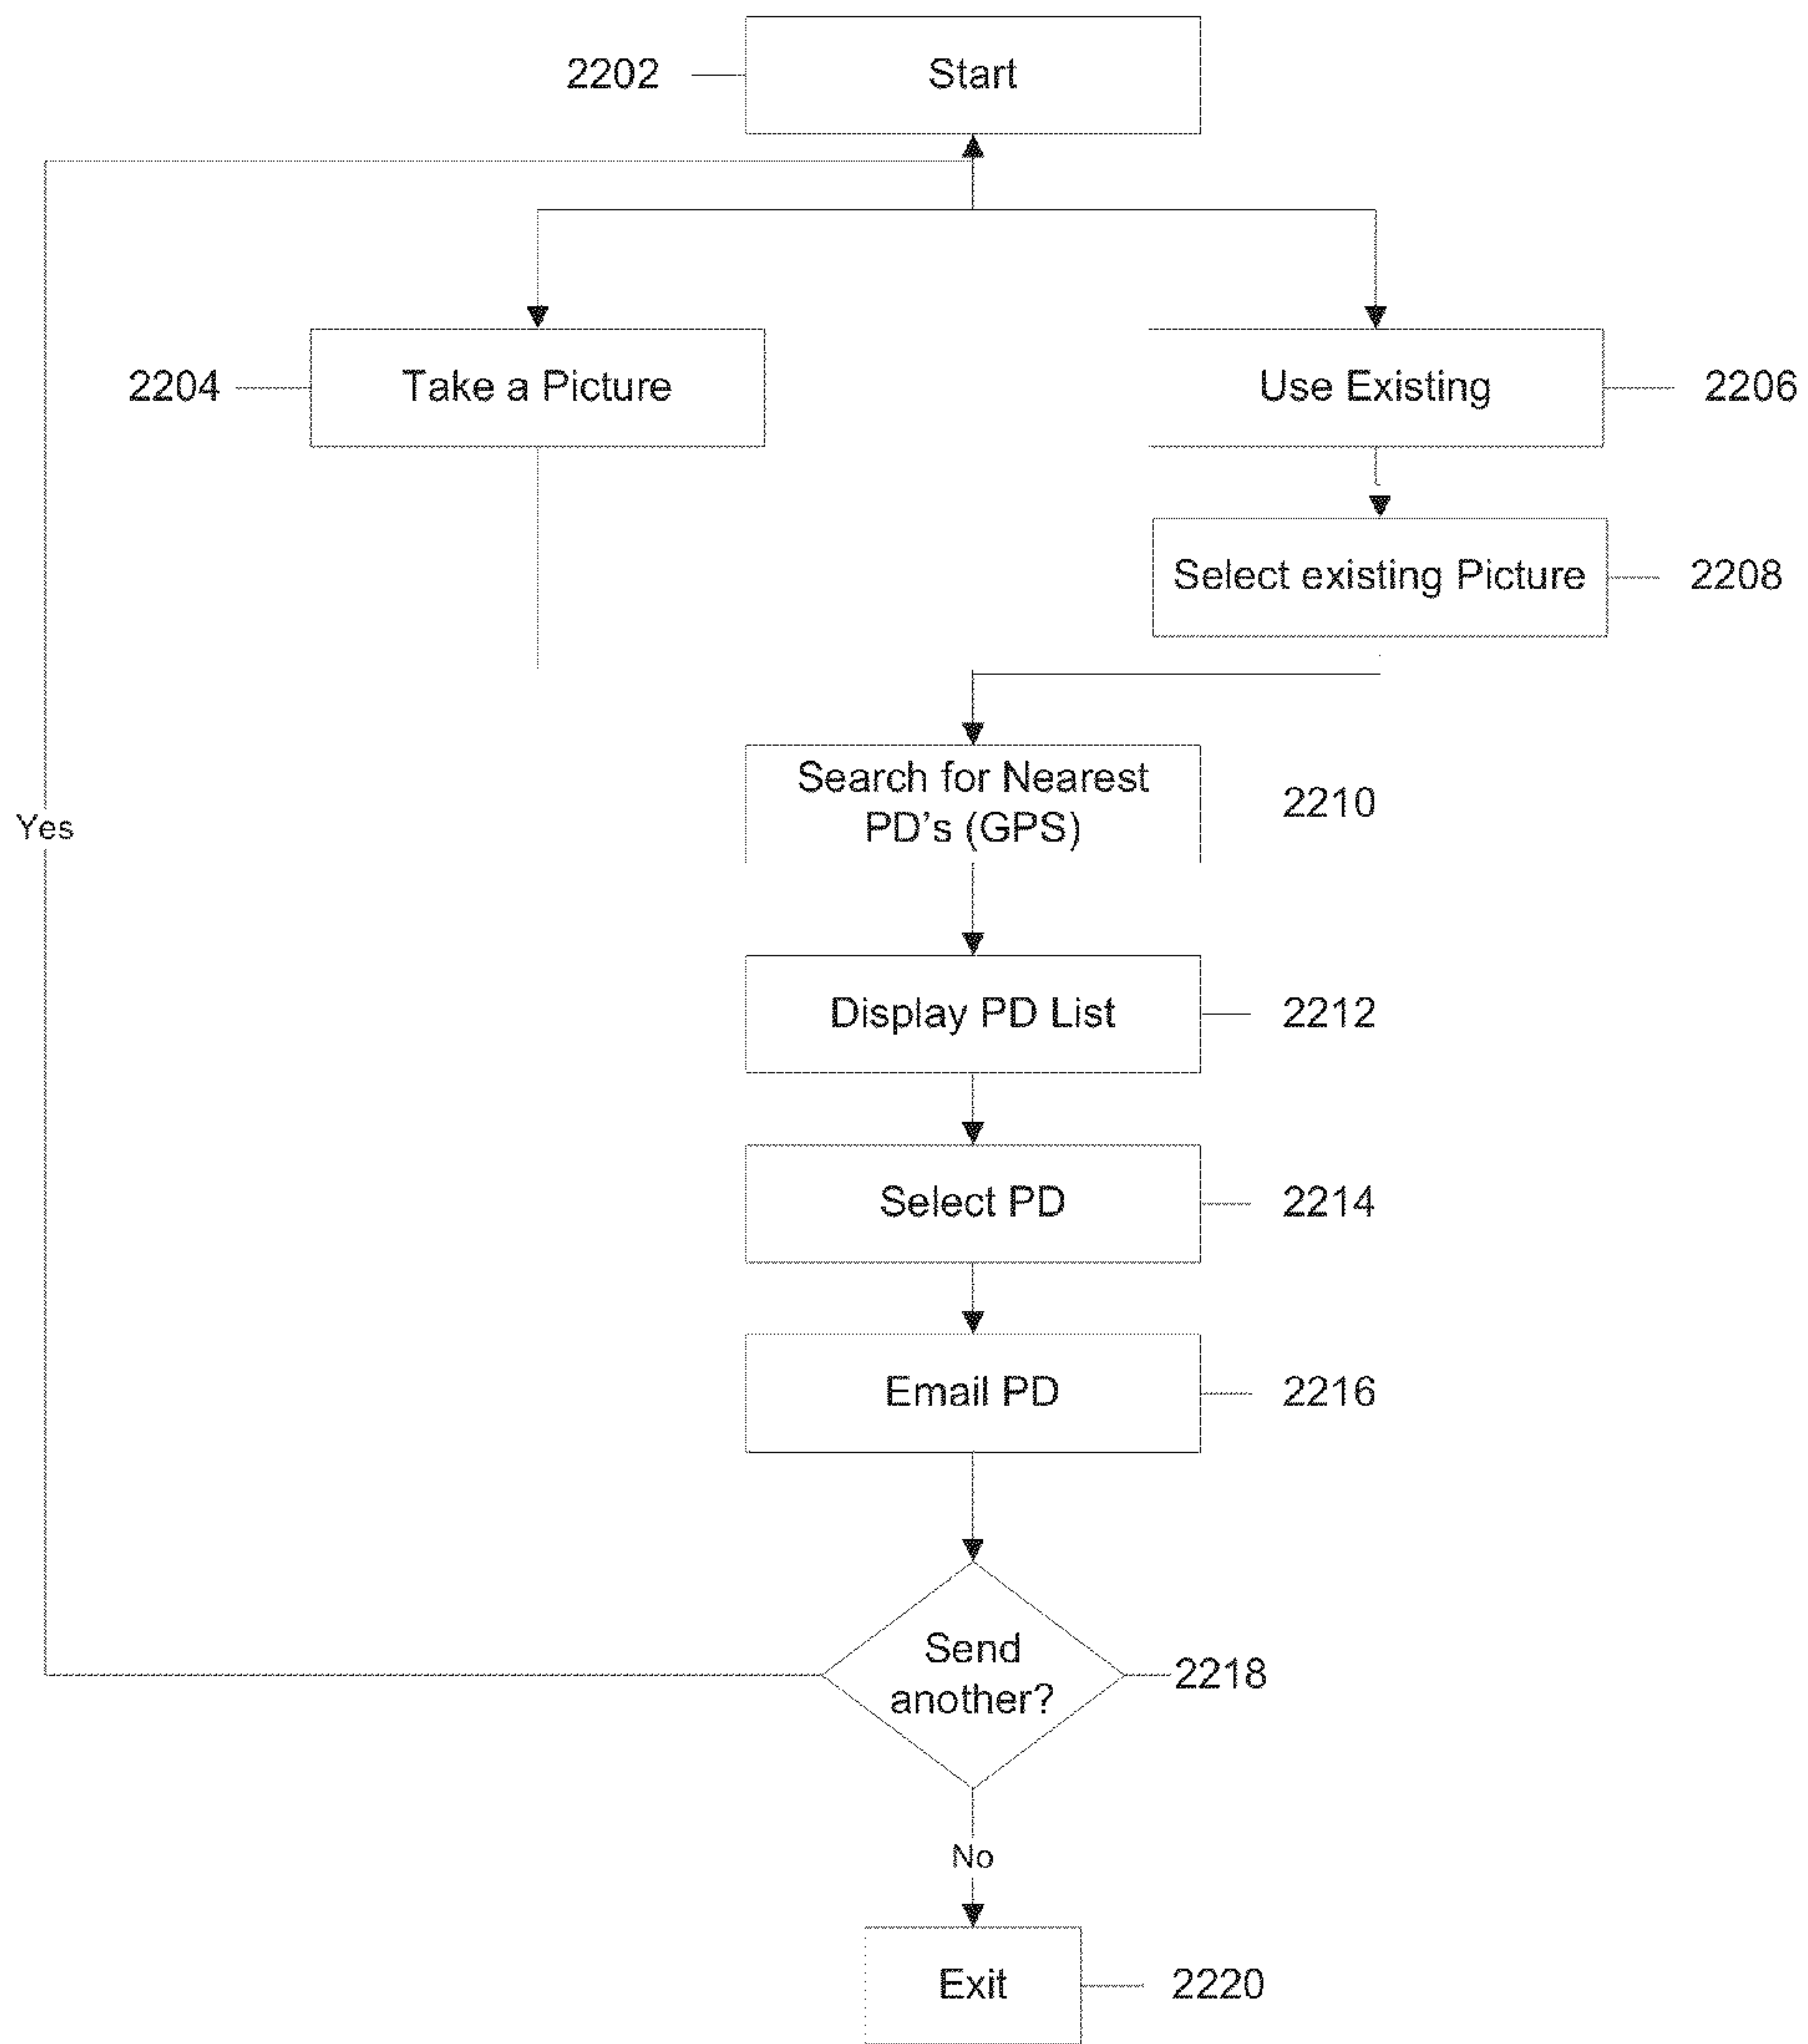 2202
Start
2204
Take a Picture
Use Existing
2206
Select existing Picture
2208
Search for Nearest
PD's (GPS)
2210
Yes
Display PD List
2212
Select PD
2214
Email PD
2216
Send
another?
2218
No
Exit
2220